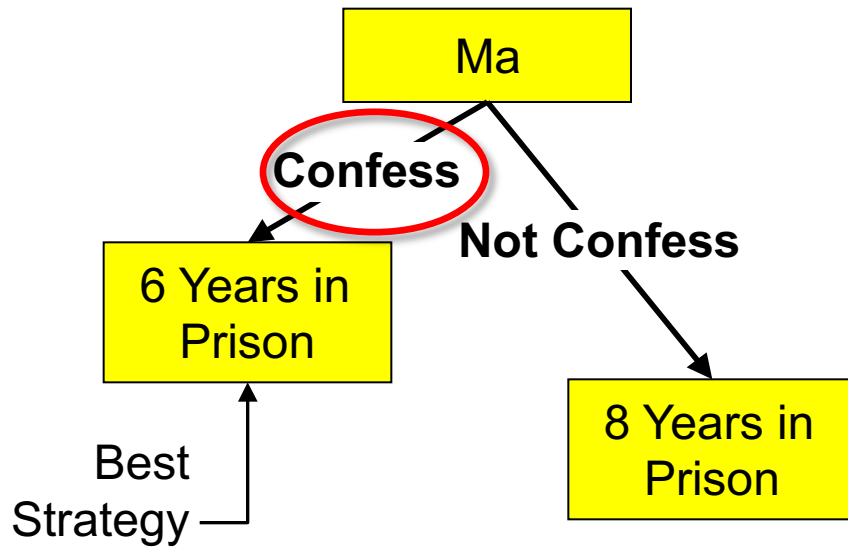 Ma
Confess
Not Confess
6 Years in
Prison
8 Years in
Prison
Best
Strategy